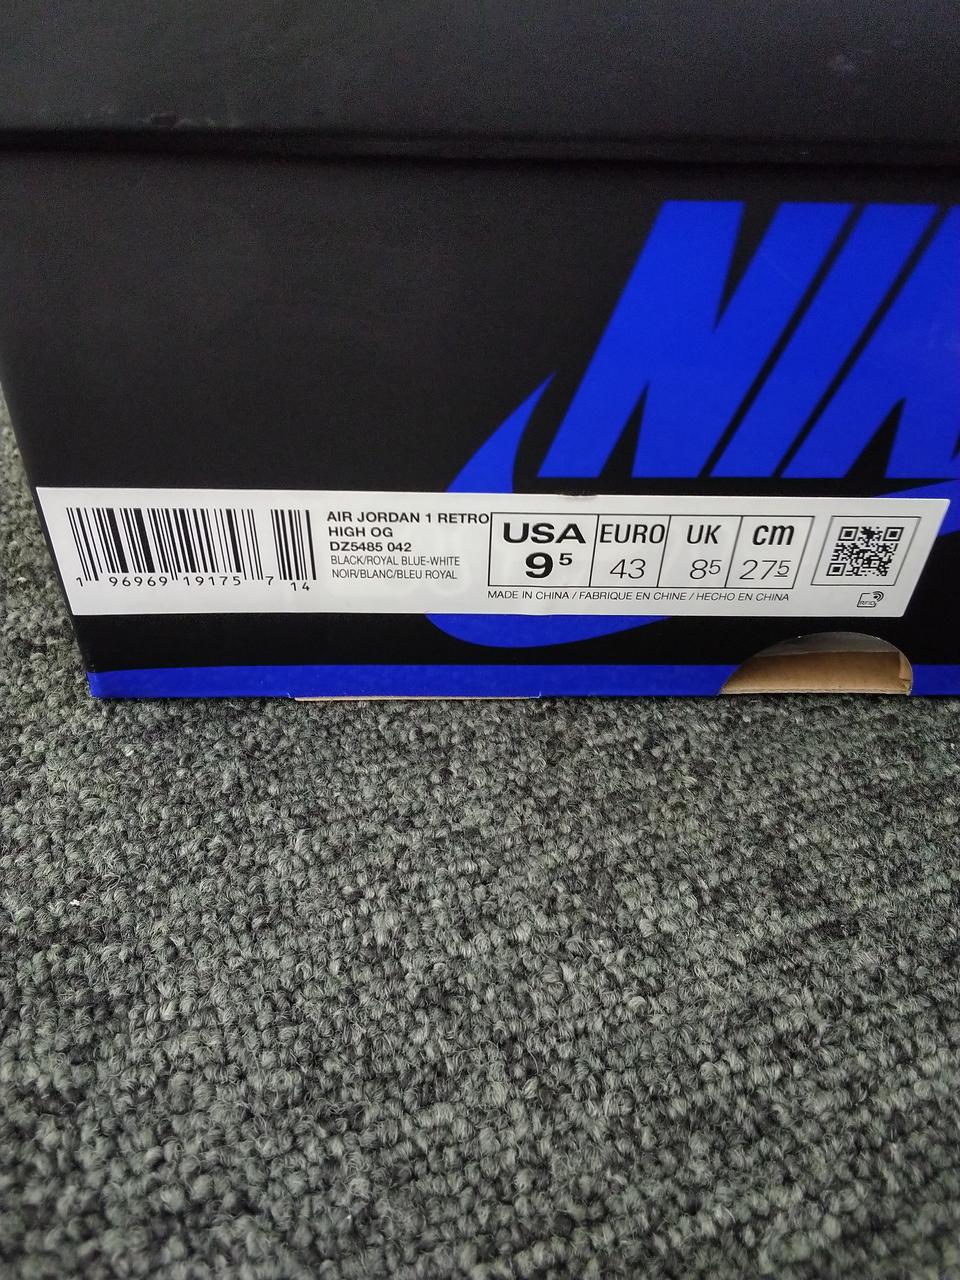 NIK
AIR JORDAN 1 RETRO
HIGH OG
DZ5485 042
BLACK/ROYAL BLUE-WHITE
NOIR/BLANC/BLEU ROYAL
1 96969 19175 7 14
USA EURO UK cm
9 5 43 8 5 27 5
MADE IN CHINA / FABRIQUE EN CHINE / HECHO EN CHINA
RFID